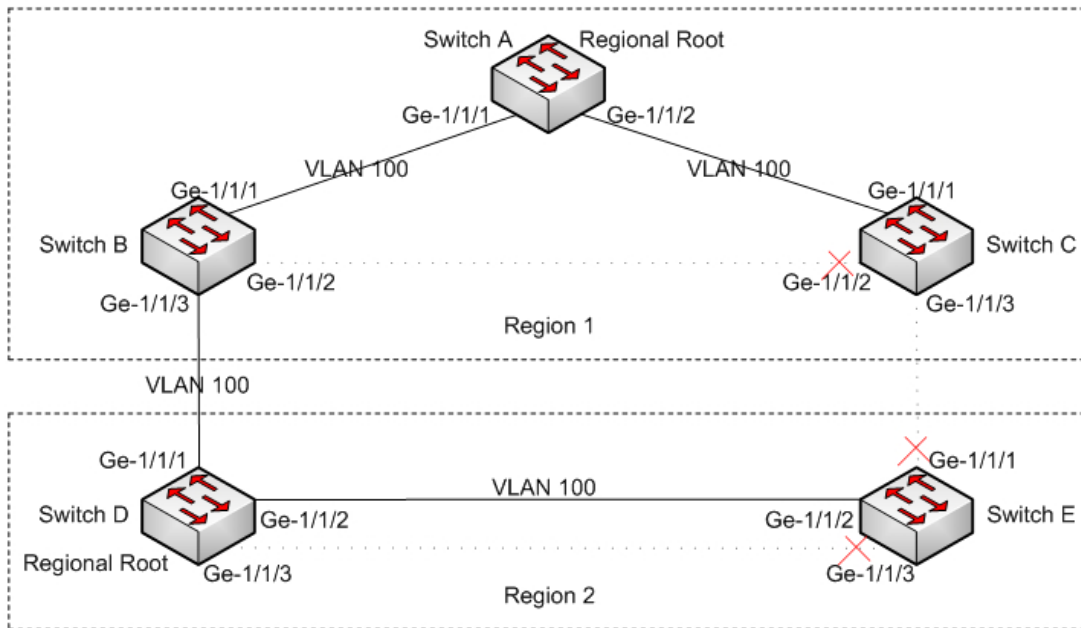 Switch A
Regional Root
Ge-1/1/1
Ge-1/1/2
VLAN 100
VLAN 100
Ge-1/1/1
Ge-1/1/1
Switch B
Switch C
Ge-1/1/2
Ge-1/1/2
Ge-1/1/3
Ge-1/1/3
Region 1
VLAN 100
Ge-1/1/1
Ge-1/1/1
VLAN 100
Switch D
Switch E
Ge-1/1/2
Ge-1/1/2
Regional Root
Ge-1/1/3
Ge-1/1/3
Region 2